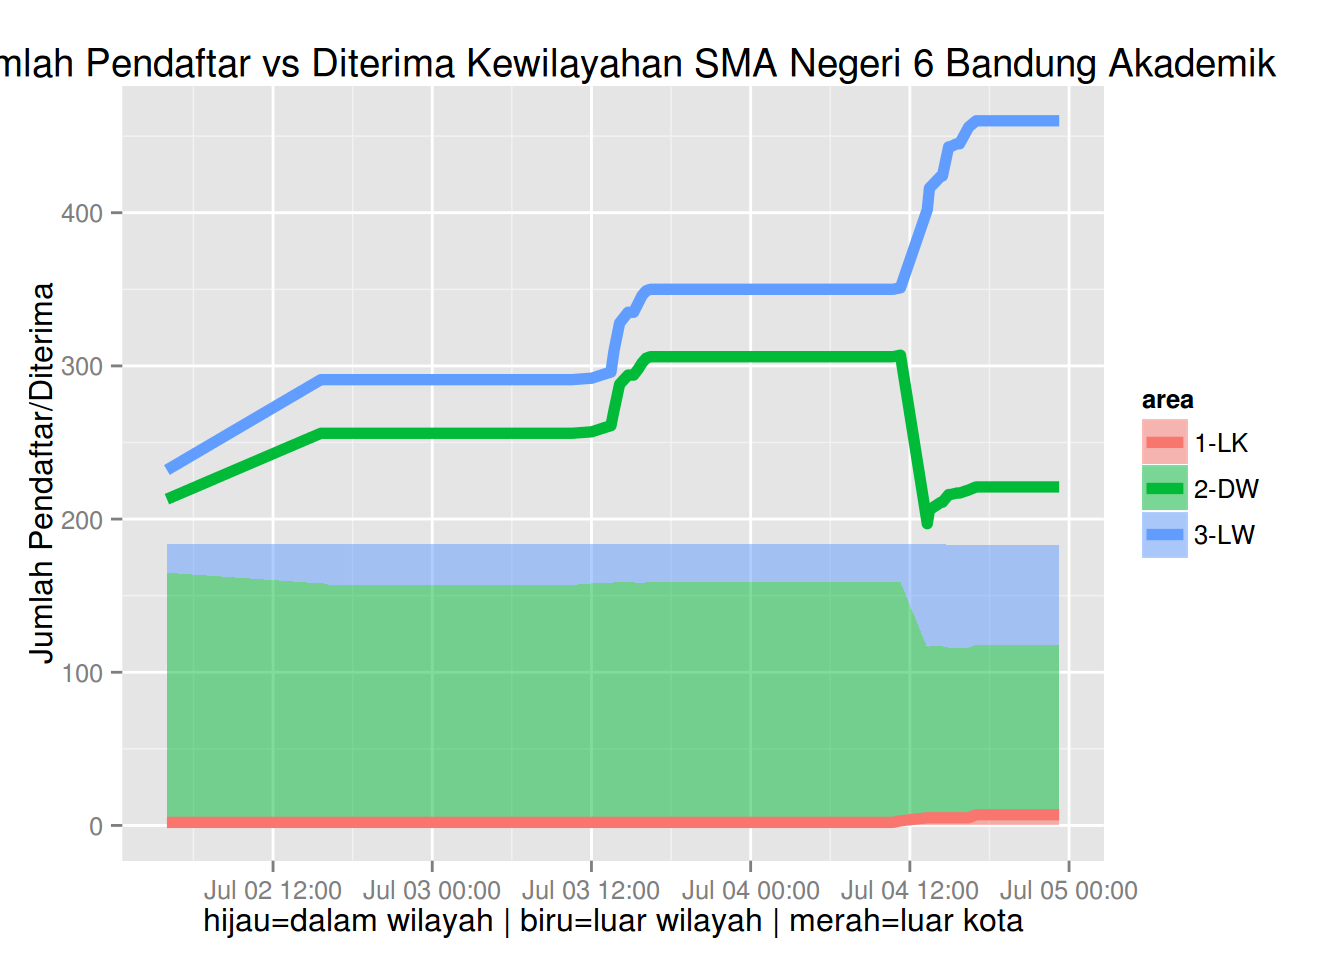 mlah Pendaftar vs Diterima Kewilayahan SMA Negeri 6 Bandung Akademik
Jumlah Pendaftar/Diterima
400
300
200
100
0
Jul 02 12:00 Jul 03 00:00 Jul 03 12:00 Jul 04 00:00 Jul 04 12:00 Jul 05 00:00
hijau=dalam wilayah | biru=luar wilayah | merah=luar kota
area
1-LK
2-DW
3-LW